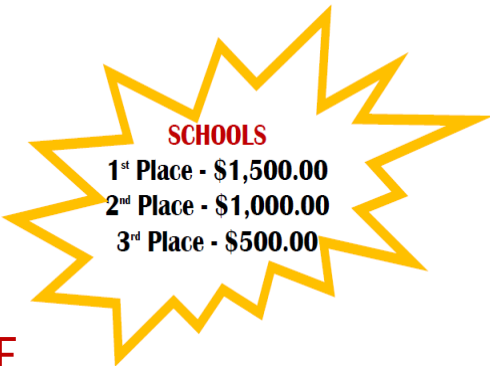 SCHOOLS
1st Place - $1,500.00
2nd Place - $1,000.00
3rd Place - $500.00
E